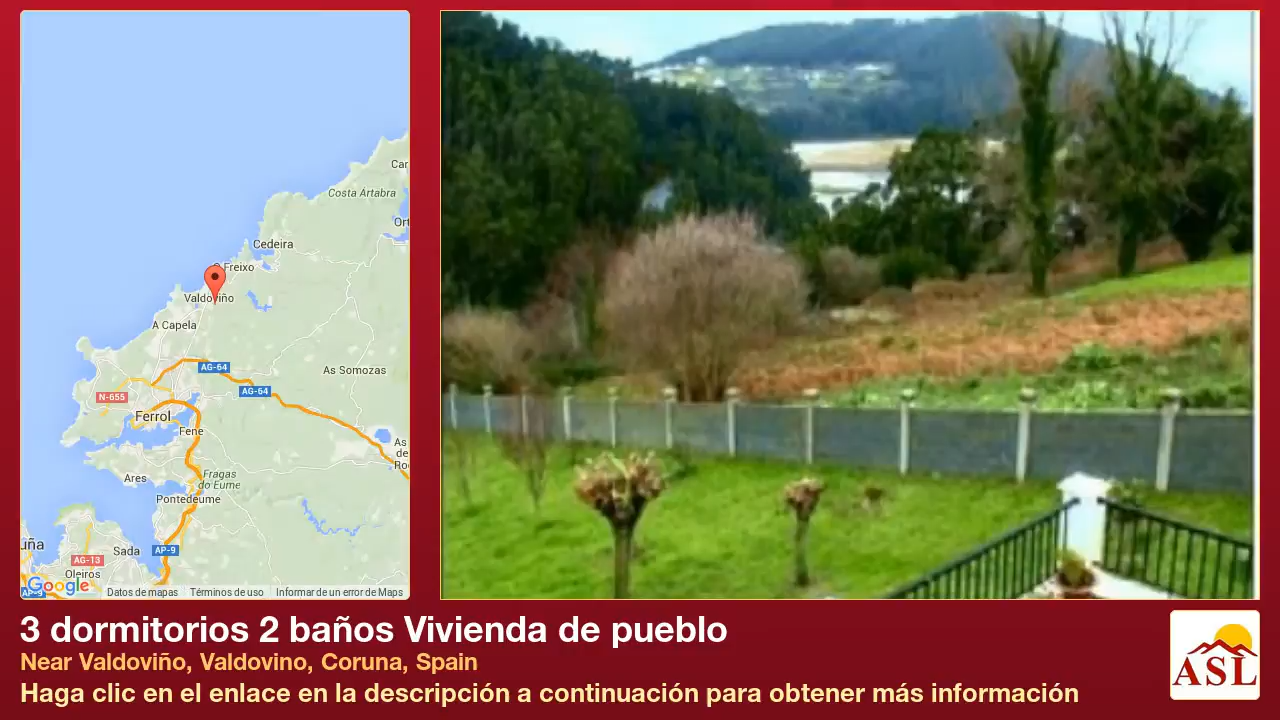 Car
Costa Ártabra
Ort
Cedeira
O Freixo
Valdoviño
A Capela
AG-64
As Somozas
AG-64
N-655
Ferrol
Fene
As
de
Ro
Ares
Fragas
do Eume
Pontedeume
uña
Sada
AP-9
AG-13
Oleiros
Google
AP-9
Datos de mapas
Términos de uso
Informar de un error de Maps
3 dormitorios 2 baños Vivienda de pueblo
Near Valdoviño, Valdovino, Coruna, Spain
Haga clic en el enlace en la descripción a continuación para obtener más información
ASL